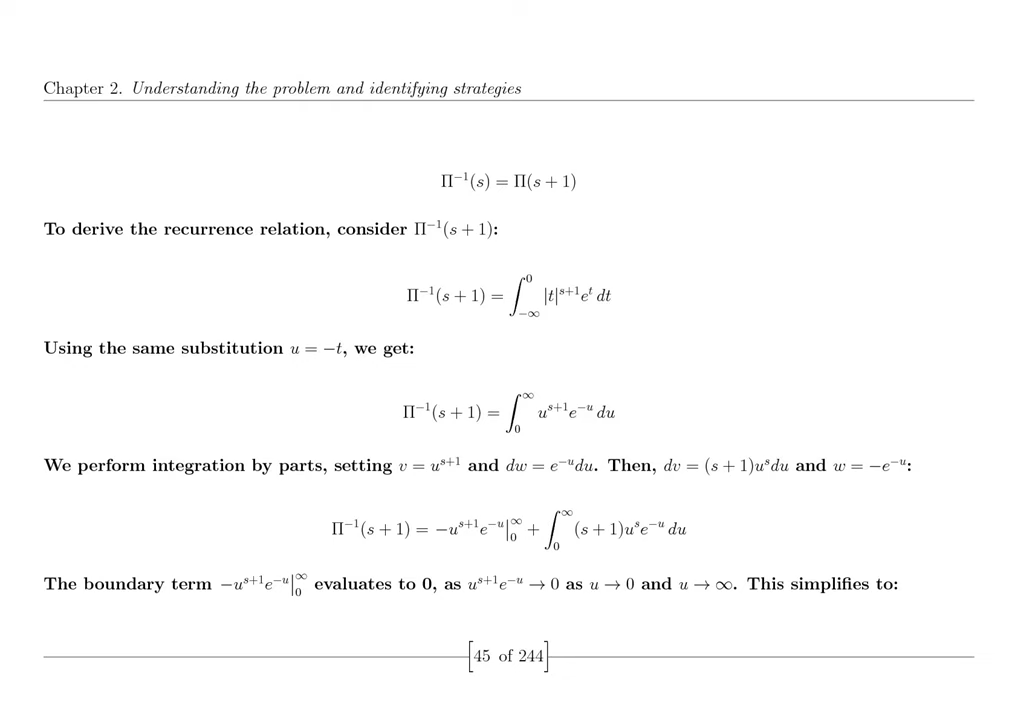 Chapter 2. Understanding the problem and identifying strategies
Π⁻¹(s) = Π(s + 1)
To derive the recurrence relation, consider Π⁻¹(s + 1):
Π⁻¹(s + 1) = ∫_{−∞}^{0} |t|^{s+1} e^{t} dt
Using the same substitution u = −t, we get:
Π⁻¹(s + 1) = ∫_{0}^{∞} u^{s+1} e^{−u} du
We perform integration by parts, setting v = u^{s+1} and dw = e^{−u}du. Then, dv = (s + 1)u^{s}du and w = −e^{−u}:
Π⁻¹(s + 1) = −u^{s+1} e^{−u}|_{0}^{∞} + ∫_{0}^{∞} (s + 1)u^{s} e^{−u} du
The boundary term −u^{s+1} e^{−u}|_{0}^{∞} evaluates to 0, as u^{s+1} e^{−u} → 0 as u → 0 and u → ∞. This simplifies to:
[45 of 244]